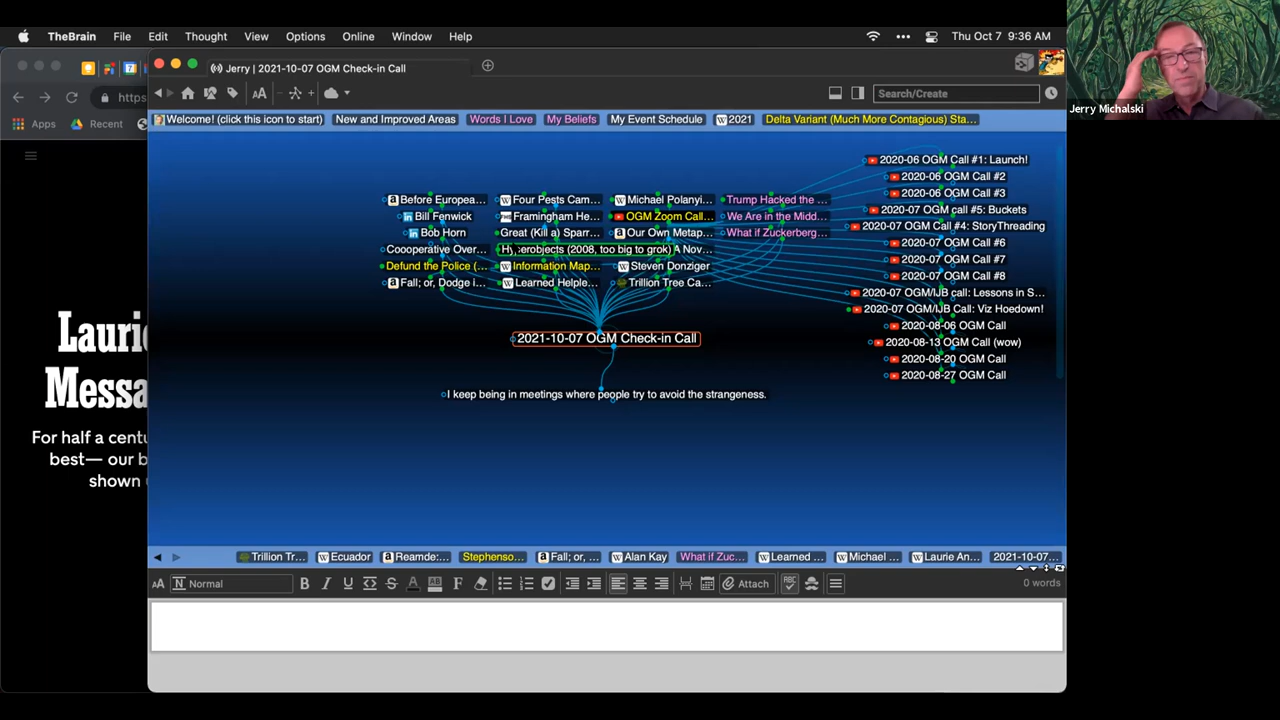 TheBrain File Edit Thought View Options Online Window Help Thu Oct 7 9:36 AM
Jerry | 2021-10-07 OGM Check-in Call
Search/Create
https
Apps Recent
Welcome! (click this icon to start) New and Improved Areas Words I Love My Beliefs My Event Schedule 2021 Delta Variant (Much More Contagious) Sta...
Jerry Michalski
2020-06 OGM Call #1: Launch!
2020-06 OGM Call #2
2020-06 OGM Call #3
2020-07 OGM call #5: Buckets
2020-07 OGM Call #4: StoryThreading
2020-07 OGM Call #6
2020-07 OGM Call #7
2020-07 OGM Call #8
2020-07 OGM/IJB call: Lessons in S...
2020-07 OGM/IJB Call: Viz Hoedown!
2020-08-06 OGM Call
2020-08-13 OGM Call (wow)
2020-08-20 OGM Call
2020-08-27 OGM Call
Before Europea... Four Pests Cam... Michael Polanyi... Trump Hacked the ...
Bill Fenwick Framingham He... OGM Zoom Call... We Are in the Midd...
Bob Horn Great (Kill a) Sparr... Our Own Metap... What if Zuckerberg...
Coooperative Over... (2008, too big to grok) A Nov...
Defund the Police (... Information Map... Steven Donziger
Fall; or, Dodge i... Learned Helple... Trillion Tree Ca...
2021-10-07 OGM Check-in Call
I keep being in meetings where people try to avoid the strangeness.
Laurie
Messa
For half a centu
best— our b
shown u
Trillion Tr... Ecuador Reamde:... Stephenso... Fall; or, ... Alan Kay What if Zuc... Learned ... Michael ... Laurie An... 2021-10-07...
Normal B I U S A F Attach ABC 0 words